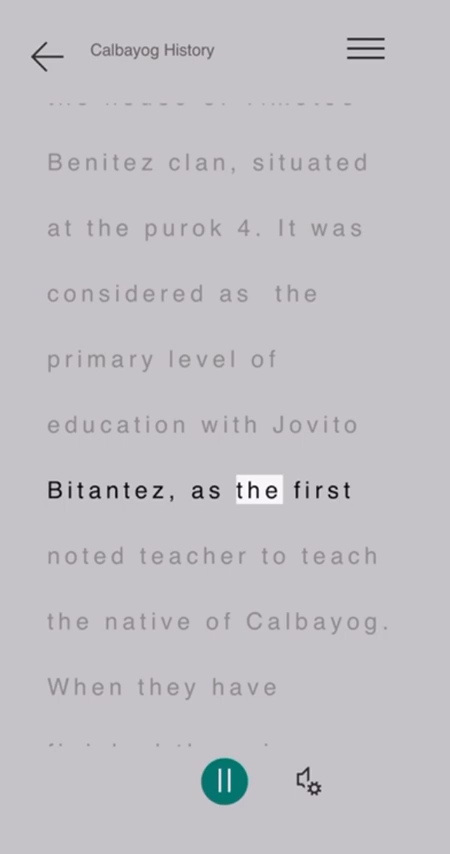 Calbayog History
Benitez clan, situated
at the purok 4. It was
considered as  the
primary level of
education with Jovito
Bitantez, as the first
noted teacher to teach
the native of Calbayog.
When they have